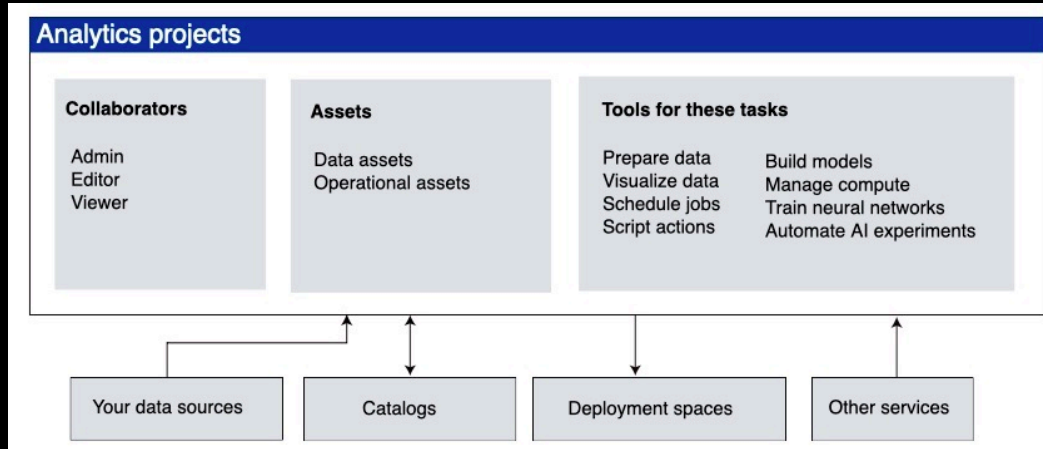 Analytics projects
Collaborators
Admin
Editor
Viewer
Assets
Data assets
Operational assets
Tools for these tasks
Prepare data
Visualize data
Schedule jobs
Script actions
Build models
Manage compute
Train neural networks
Automate AI experiments
Your data sources
Catalogs
Deployment spaces
Other services